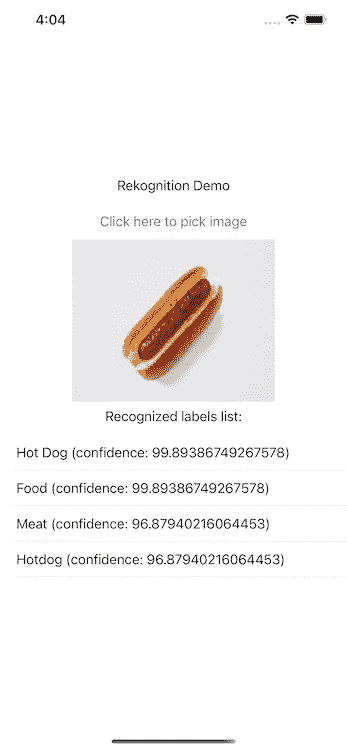 4:04
Rekognition Demo
Click here to pick image
Recognized labels list:
Hot Dog (confidence: 99.89386749267578)
Food (confidence: 99.89386749267578)
Meat (confidence: 96.87940216064453)
Hotdog (confidence: 96.87940216064453)